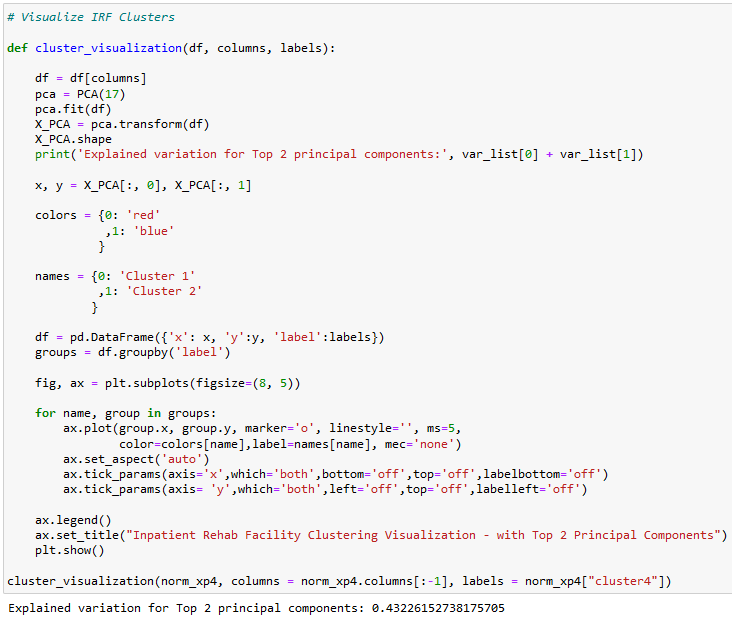 # Visualize IRF Clusters
def cluster_visualization(df, columns, labels):
    df = df[columns]
    pca = PCA(17)
    pca.fit(df)
    X_PCA = pca.transform(df)
    X_PCA.shape
    print('Explained variation for Top 2 principal components:', var_list[0] + var_list[1])
    x, y = X_PCA[:, 0], X_PCA[:, 1]
    colors = {0: 'red'
              ,1: 'blue'
             }
    names = {0: 'Cluster 1'
             ,1: 'Cluster 2'
            }
    df = pd.DataFrame({'x': x, 'y':y, 'label':labels})
    groups = df.groupby('label')
    fig, ax = plt.subplots(figsize=(8, 5))
    for name, group in groups:
        ax.plot(group.x, group.y, marker='o', linestyle='', ms=5,
                color=colors[name],label=names[name], mec='none')
        ax.set_aspect('auto')
        ax.tick_params(axis='x',which='both',bottom='off',top='off',labelbottom='off')
        ax.tick_params(axis= 'y',which='both',left='off',top='off',labelleft='off')
    ax.legend()
    ax.set_title("Inpatient Rehab Facility Clustering Visualization - with Top 2 Principal Components")
    plt.show()
cluster_visualization(norm_xp4, columns = norm_xp4.columns[:-1], labels = norm_xp4["cluster4"])
Explained variation for Top 2 principal components: 0.43226152738175705